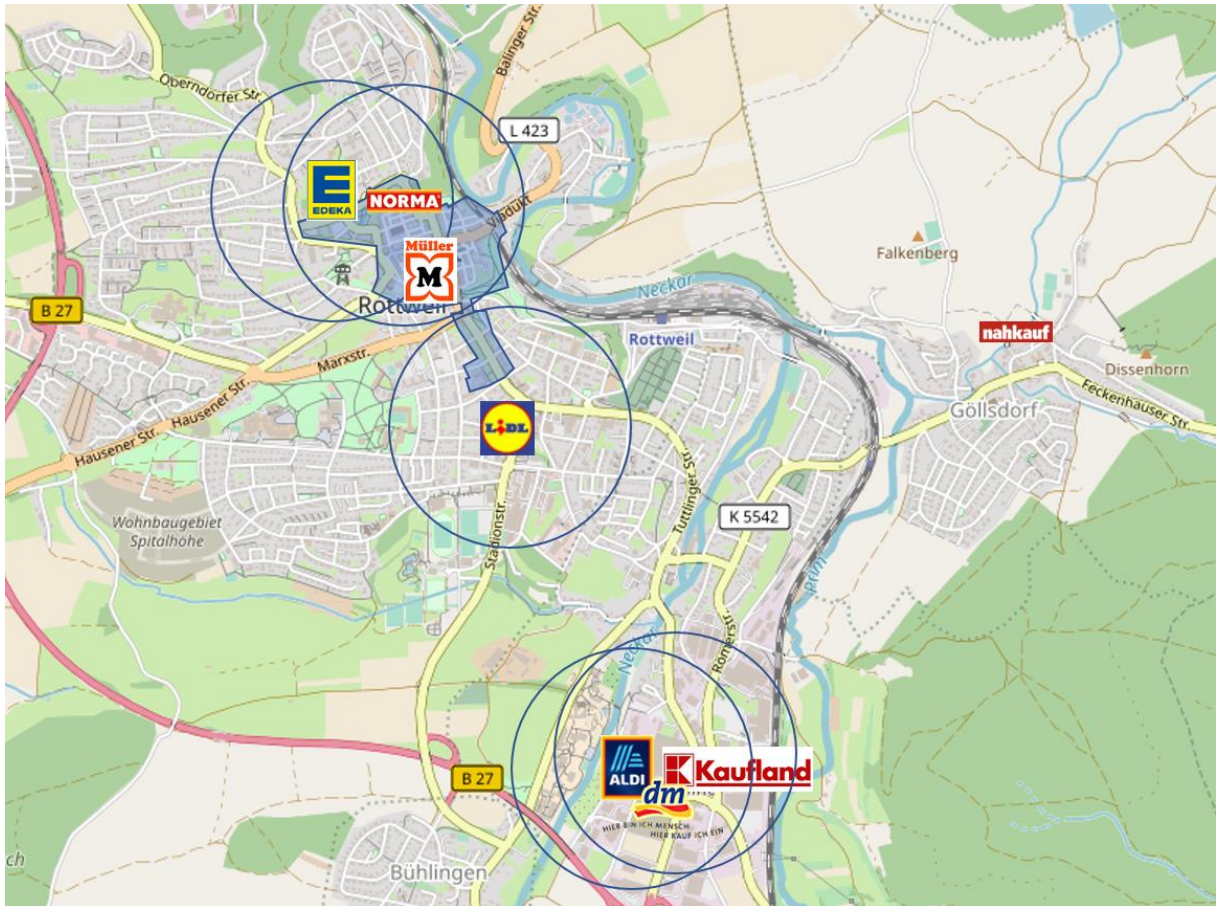 Oberndorfer Str.
Balinger Str.
L 423
E
EDEKA
NORMA
Viadukt
Müller
M
Rottweil
Falkenberg
Neckar
B 27
Rottweil
nahkauf
Dissenhorn
Marxstr.
Hausener Str.
Hausener Str.
Feckenhauser Str.
Göllsdorf
LIDL
Tuttlinger Str.
K 5542
Wohnbaugebiet
Spitalhöhe
Stadionstr.
Prim
Neckar
Römerstr.
ALDI
Kaufland
dm
HIER BIN ICH MENSCH
HIER KAUF ICH EIN
B 27
Bühlingen
ch